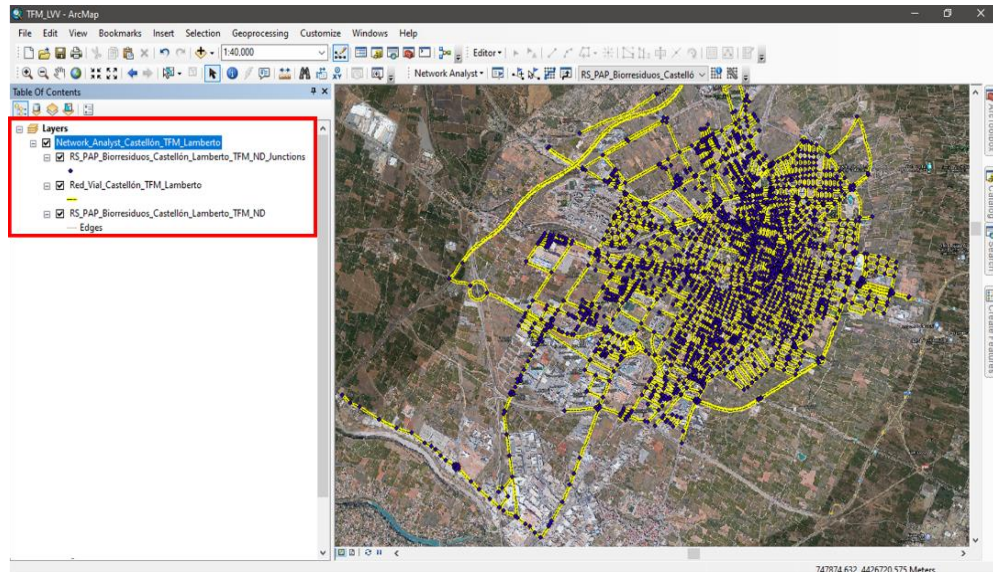 TFM_LVV - ArcMap
File Edit View Bookmarks Insert Selection Geoprocessing Customize Windows Help
1:40,000
Editor
Network Analyst
RS_PAP_Biorresiduos_Castelló
Table Of Contents
Layers
Network_Analyst_Castellón_TFM_Lamberto
RS_PAP_Biorresiduos_Castellón_Lamberto_TFM_ND_Junctions
Red_Vial_Castellón_TFM_Lamberto
RS_PAP_Biorresiduos_Castellón_Lamberto_TFM_ND
Edges
ArcToolbox
Catalog
Search
Create Features
747874,632 4426720,575 Meters